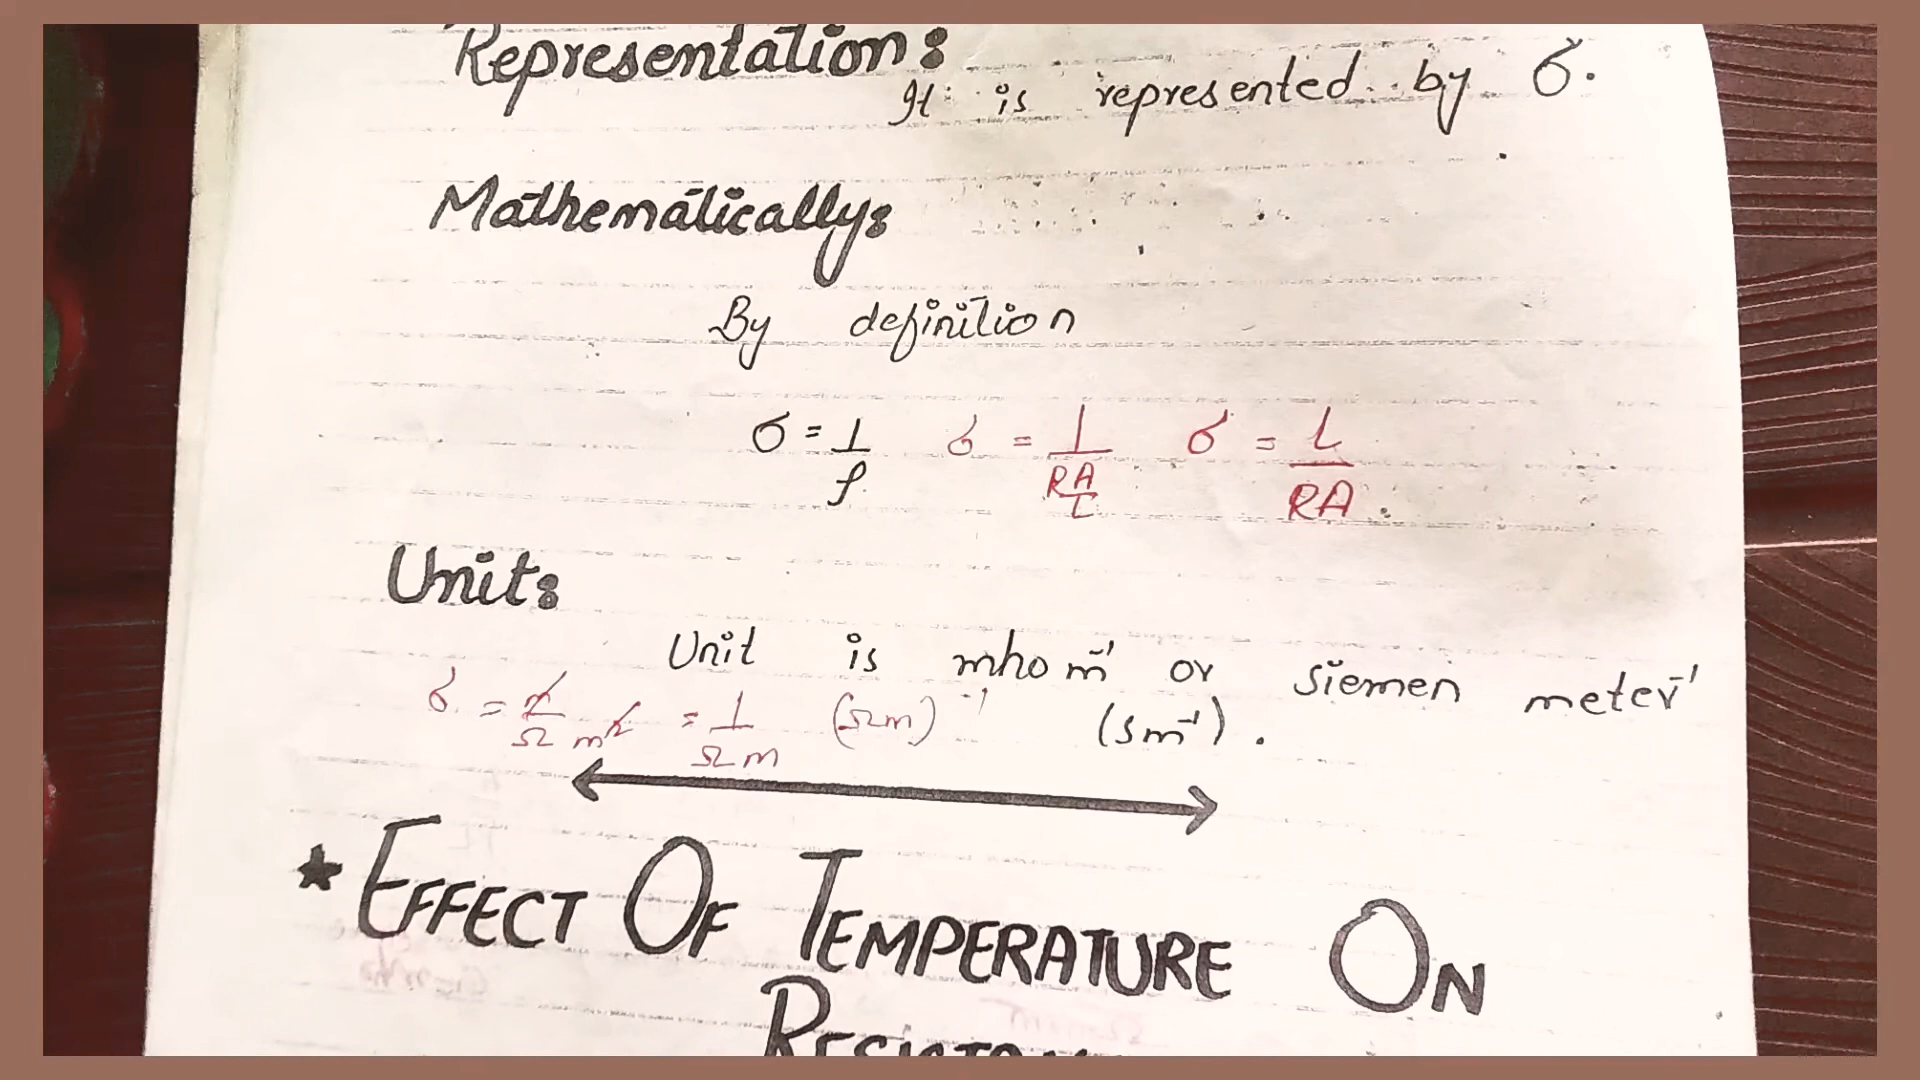 Representation:
It is represented by σ.
Mathematically:
By definition
σ = 1/ρ σ = 1/(RA/L) σ = L/RA.
Unit:
Unit is mho m⁻¹ or siemen meter⁻¹
σ = m/Ω m² = 1/Ω m (Ωm)⁻¹ (Sm⁻¹).
★ EFFECT OF TEMPERATURE ON